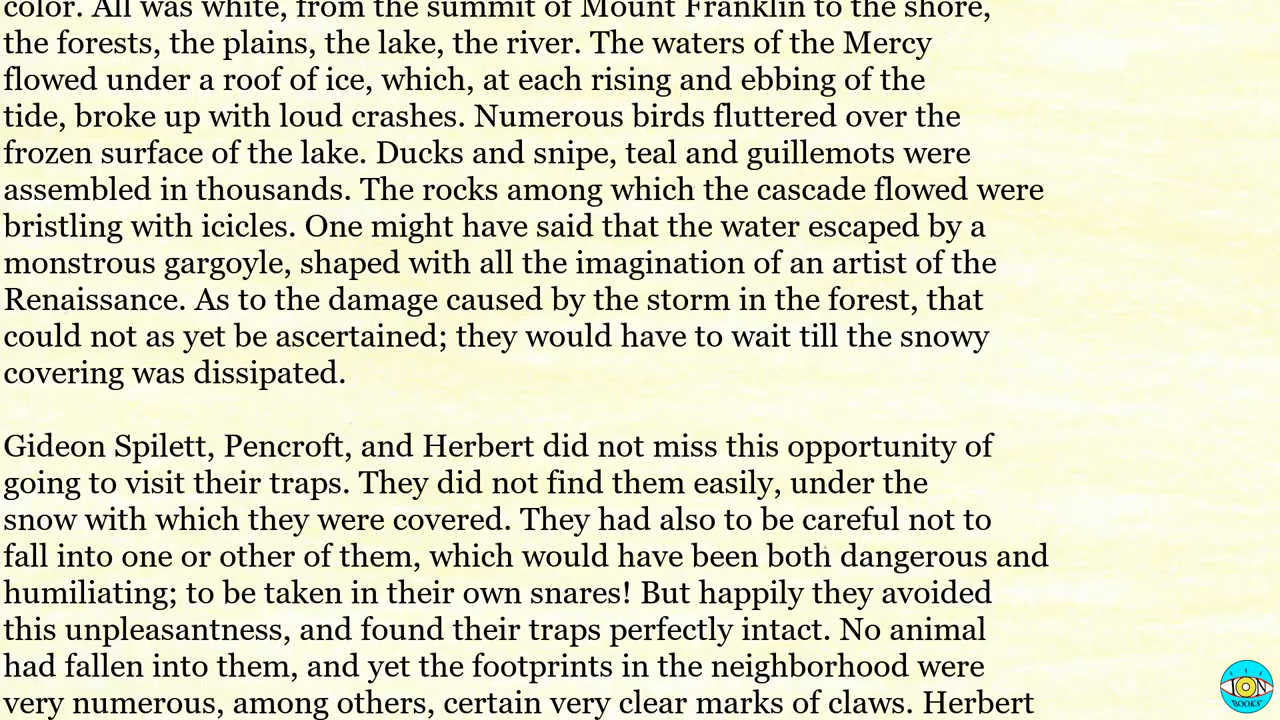 color. All was white, from the summit of Mount Franklin to the shore,
the forests, the plains, the lake, the river. The waters of the Mercy
flowed under a roof of ice, which, at each rising and ebbing of the
tide, broke up with loud crashes. Numerous birds fluttered over the
frozen surface of the lake. Ducks and snipe, teal and guillemots were
assembled in thousands. The rocks among which the cascade flowed were
bristling with icicles. One might have said that the water escaped by a
monstrous gargoyle, shaped with all the imagination of an artist of the
Renaissance. As to the damage caused by the storm in the forest, that
could not as yet be ascertained; they would have to wait till the snowy
covering was dissipated.
Gideon Spilett, Pencroft, and Herbert did not miss this opportunity of
going to visit their traps. They did not find them easily, under the
snow with which they were covered. They had also to be careful not to
fall into one or other of them, which would have been both dangerous and
humiliating; to be taken in their own snares! But happily they avoided
this unpleasantness, and found their traps perfectly intact. No animal
had fallen into them, and yet the footprints in the neighborhood were
very numerous, among others, certain very clear marks of claws. Herbert
ION
BOOKS